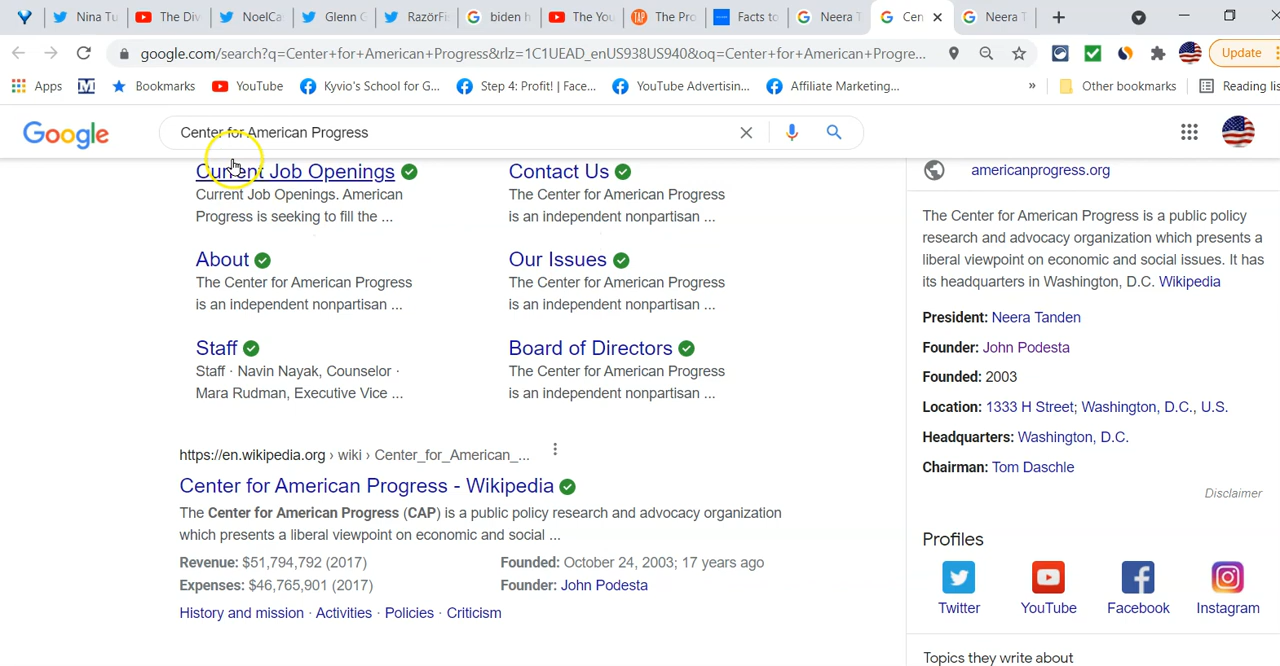 Nina Tu
The Div
NoelCa
Glenn G
RazörFi
biden h
The You
TAP
The Pro
Facts to
Neera T
Cen
Neera T
google.com/search?q=Center+for+American+Progress&rlz=1C1UEAD_enUS938US940&oq=Center+for+American+Progre...
Update
Apps
Bookmarks
YouTube
Kyvio's School for G...
Step 4: Profit! | Face...
YouTube Advertisin...
Affiliate Marketing...
»
Other bookmarks
Reading lis
Google
Center for American Progress
Current Job Openings
Current Job Openings. American
Progress is seeking to fill the ...
Contact Us
The Center for American Progress
is an independent nonpartisan ...
About
The Center for American Progress
is an independent nonpartisan ...
Our Issues
The Center for American Progress
is an independent nonpartisan ...
Staff
Staff · Navin Nayak, Counselor ·
Mara Rudman, Executive Vice ...
Board of Directors
The Center for American Progress
is an independent nonpartisan ...
https://en.wikipedia.org › wiki › Center_for_American_...
Center for American Progress - Wikipedia
The Center for American Progress (CAP) is a public policy research and advocacy organization
which presents a liberal viewpoint on economic and social ...
Revenue: $51,794,792 (2017)
Founded: October 24, 2003; 17 years ago
Expenses: $46,765,901 (2017)
Founder: John Podesta
History and mission · Activities · Policies · Criticism
americanprogress.org
The Center for American Progress is a public policy
research and advocacy organization which presents a
liberal viewpoint on economic and social issues. It has
its headquarters in Washington, D.C. Wikipedia
President: Neera Tanden
Founder: John Podesta
Founded: 2003
Location: 1333 H Street; Washington, D.C., U.S.
Headquarters: Washington, D.C.
Chairman: Tom Daschle
Disclaimer
Profiles
Twitter
YouTube
Facebook
Instagram
Topics they write about